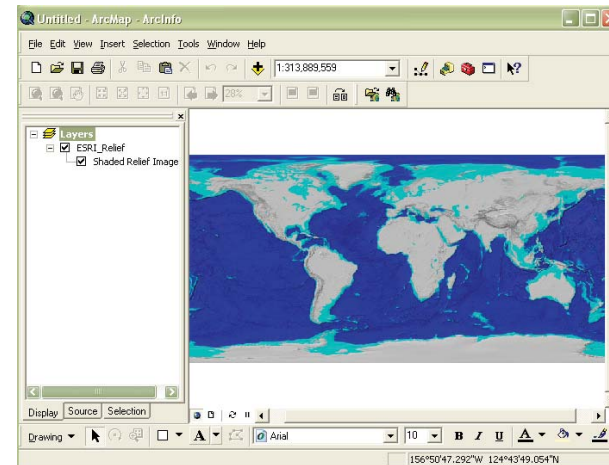 Untitled - ArcMap - ArcInfo
File Edit View Insert Selection Tools Window Help
1:313,889,559
28%
Layers
ESRI_Relief
Shaded Relief Image
Display Source Selection
Drawing A Arial 10 B I U A
156°50'47.292"W 124°43'49.054"N